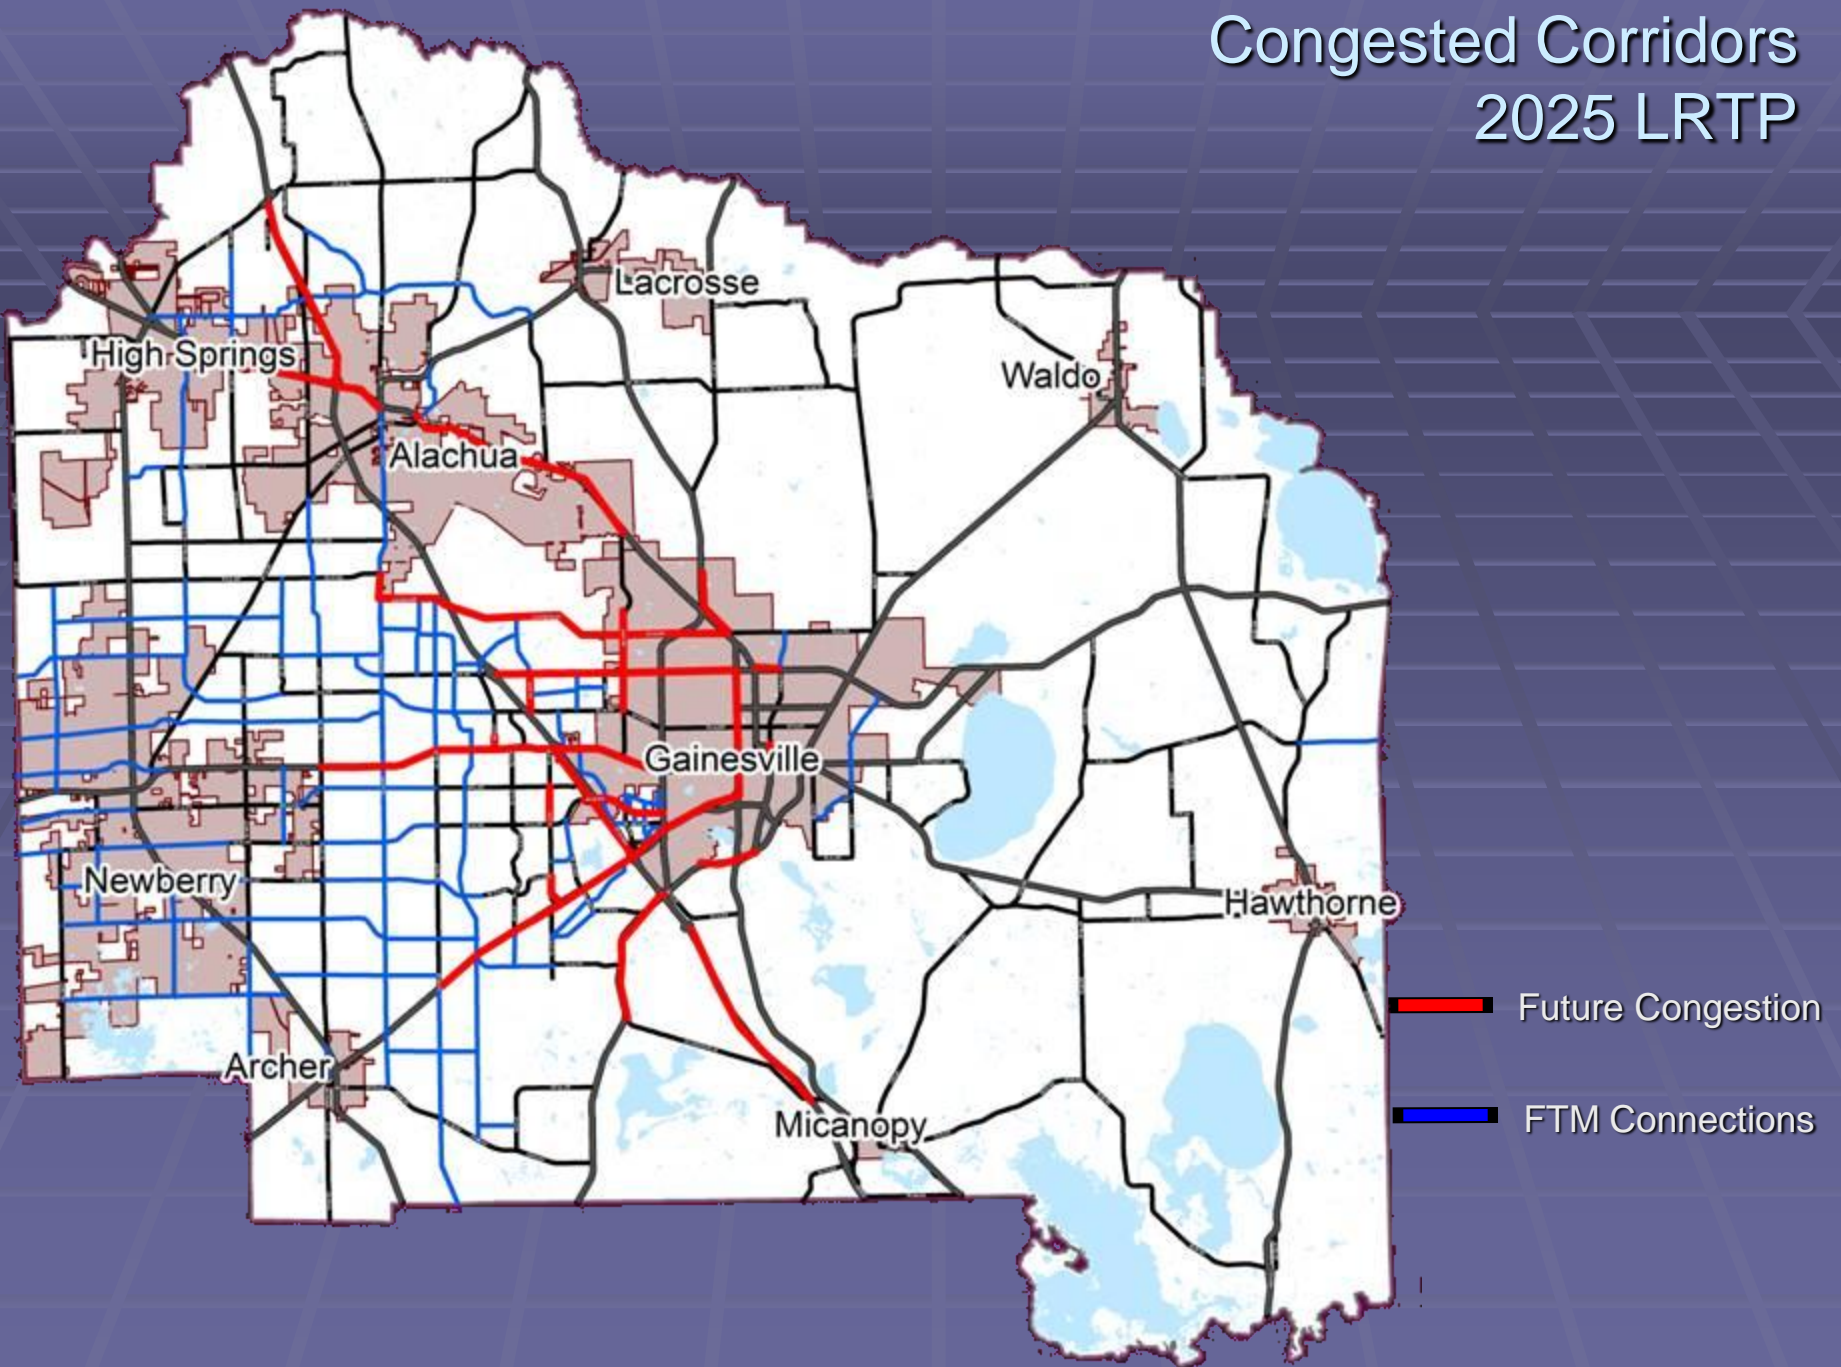 Congested Corridors
2025 LRTP
Lacrosse
High Springs
Waldo
Alachua
Gainesville
Newberry
Hawthorne
Future Congestion
Archer
FTM Connections
Micanopy